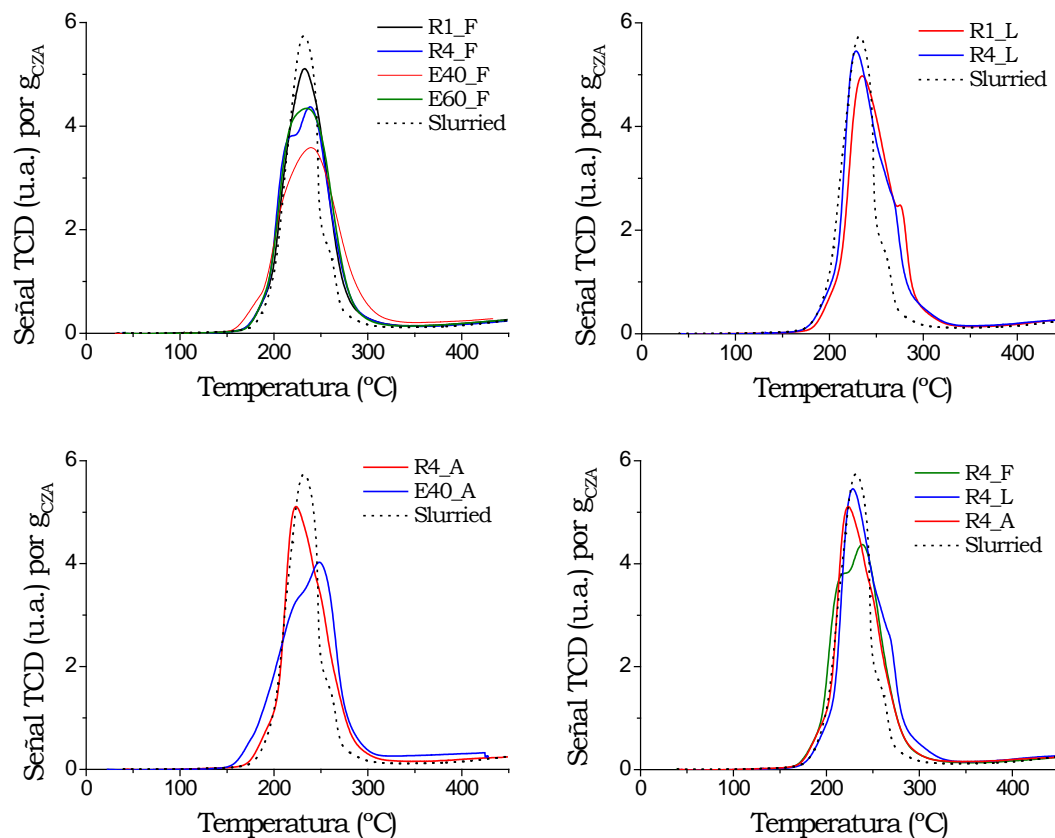 6
4
2
0
Señal TCD (u.a.) por gCZA
R1_F
R4_F
E40_F
E60_F
Slurried
0 100 200 300 400
Temperatura (ºC)
6
4
2
0
Señal TCD (u.a.) por gCZA
R1_L
R4_L
Slurried
0 100 200 300 400
Temperatura (ºC)
6
4
2
0
Señal TCD (u.a.) por gCZA
R4_A
E40_A
Slurried
0 100 200 300 400
Temperatura (ºC)
6
4
2
0
Señal TCD (u.a.) por gCZA
R4_F
R4_L
R4_A
Slurried
0 100 200 300 400
Temperatura (ºC)